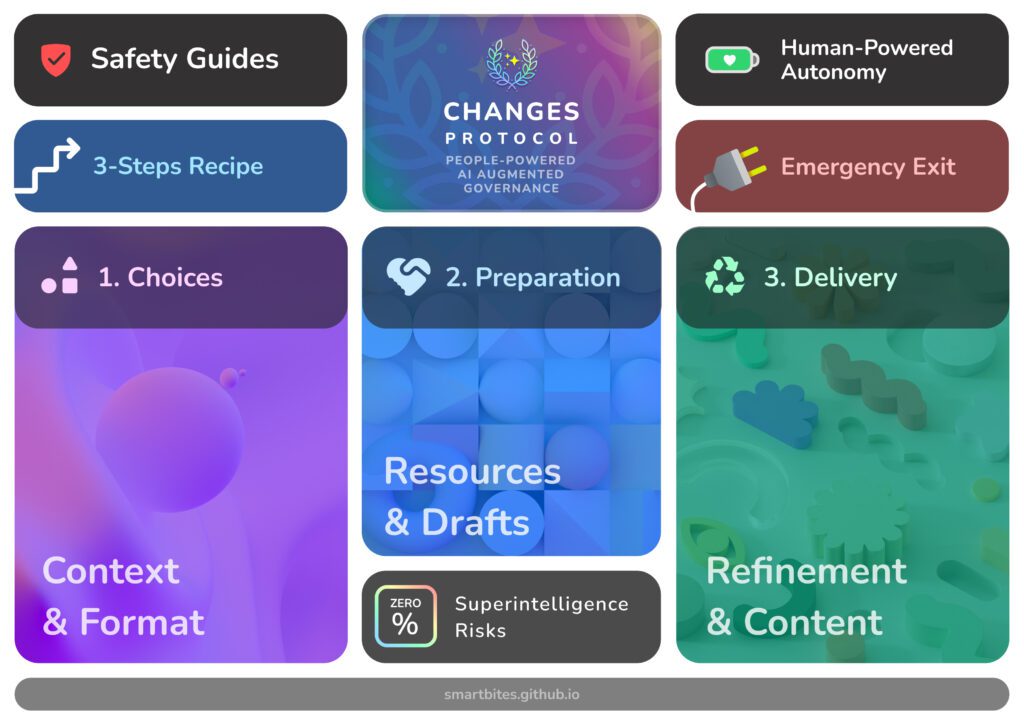 Safety Guides
CHANGES
PROTOCOL
PEOPLE-POWERED
AI AUGMENTED
GOVERNANCE
Human-Powered
Autonomy
3-Steps Recipe
Emergency Exit
1. Choices
Context
& Format
2. Preparation
Resources
& Drafts
ZERO
%
Superintelligence
Risks
3. Delivery
Refinement
& Content
smartbites.github.io